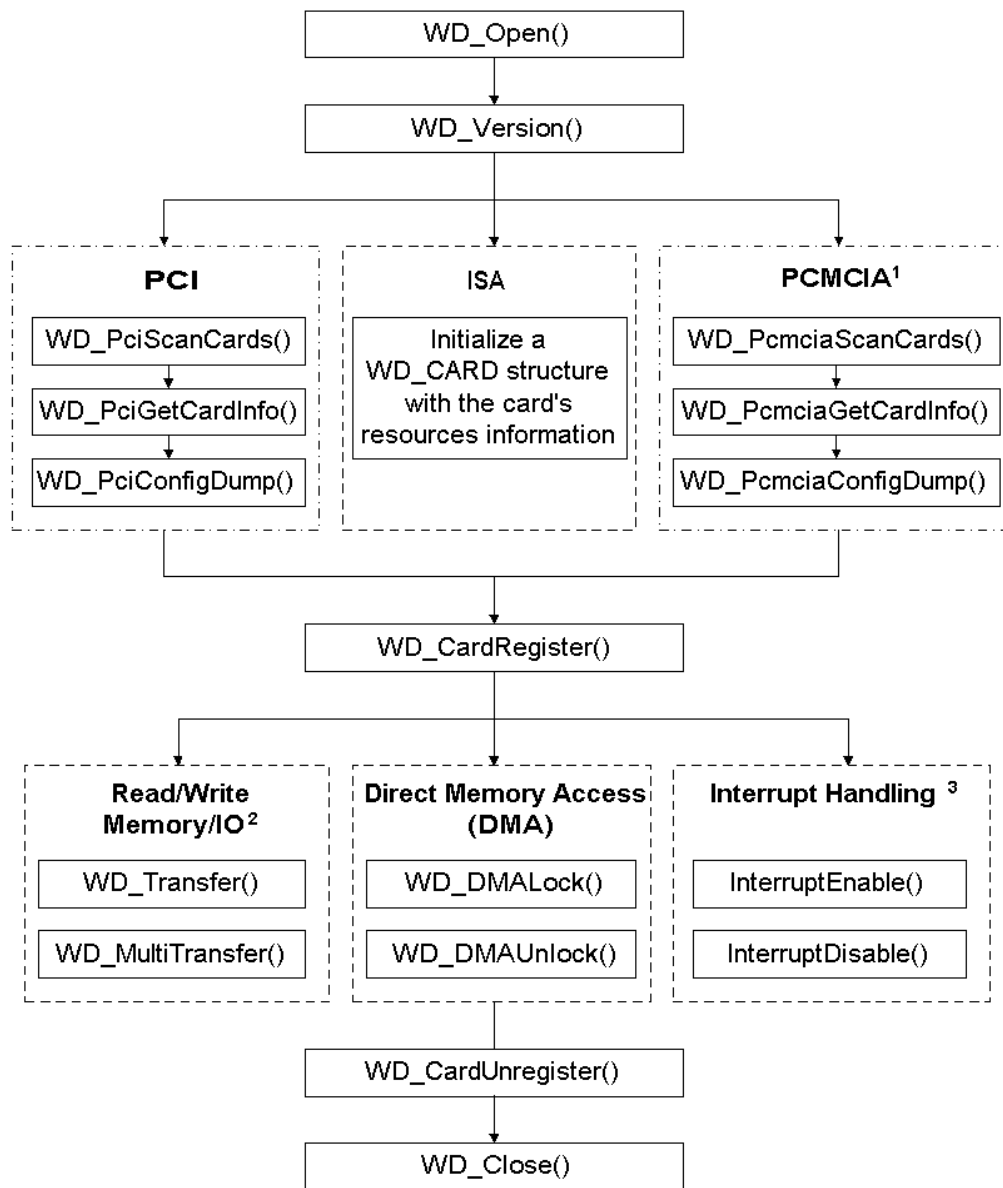 WD_Open()
WD_Version()
PCI
WD_PciScanCards()
WD_PciGetCardInfo()
WD_PciConfigDump()
ISA
Initialize a
WD_CARD structure
with the card's
resources information
PCMCIA¹
WD_PcmciaScanCards()
WD_PcmciaGetCardInfo()
WD_PcmciaConfigDump()
WD_CardRegister()
Read/Write
Memory/IO²
WD_Transfer()
WD_MultiTransfer()
Direct Memory Access
(DMA)
WD_DMALock()
WD_DMAUnlock()
Interrupt Handling ³
InterruptEnable()
InterruptDisable()
WD_CardUnregister()
WD_Close()